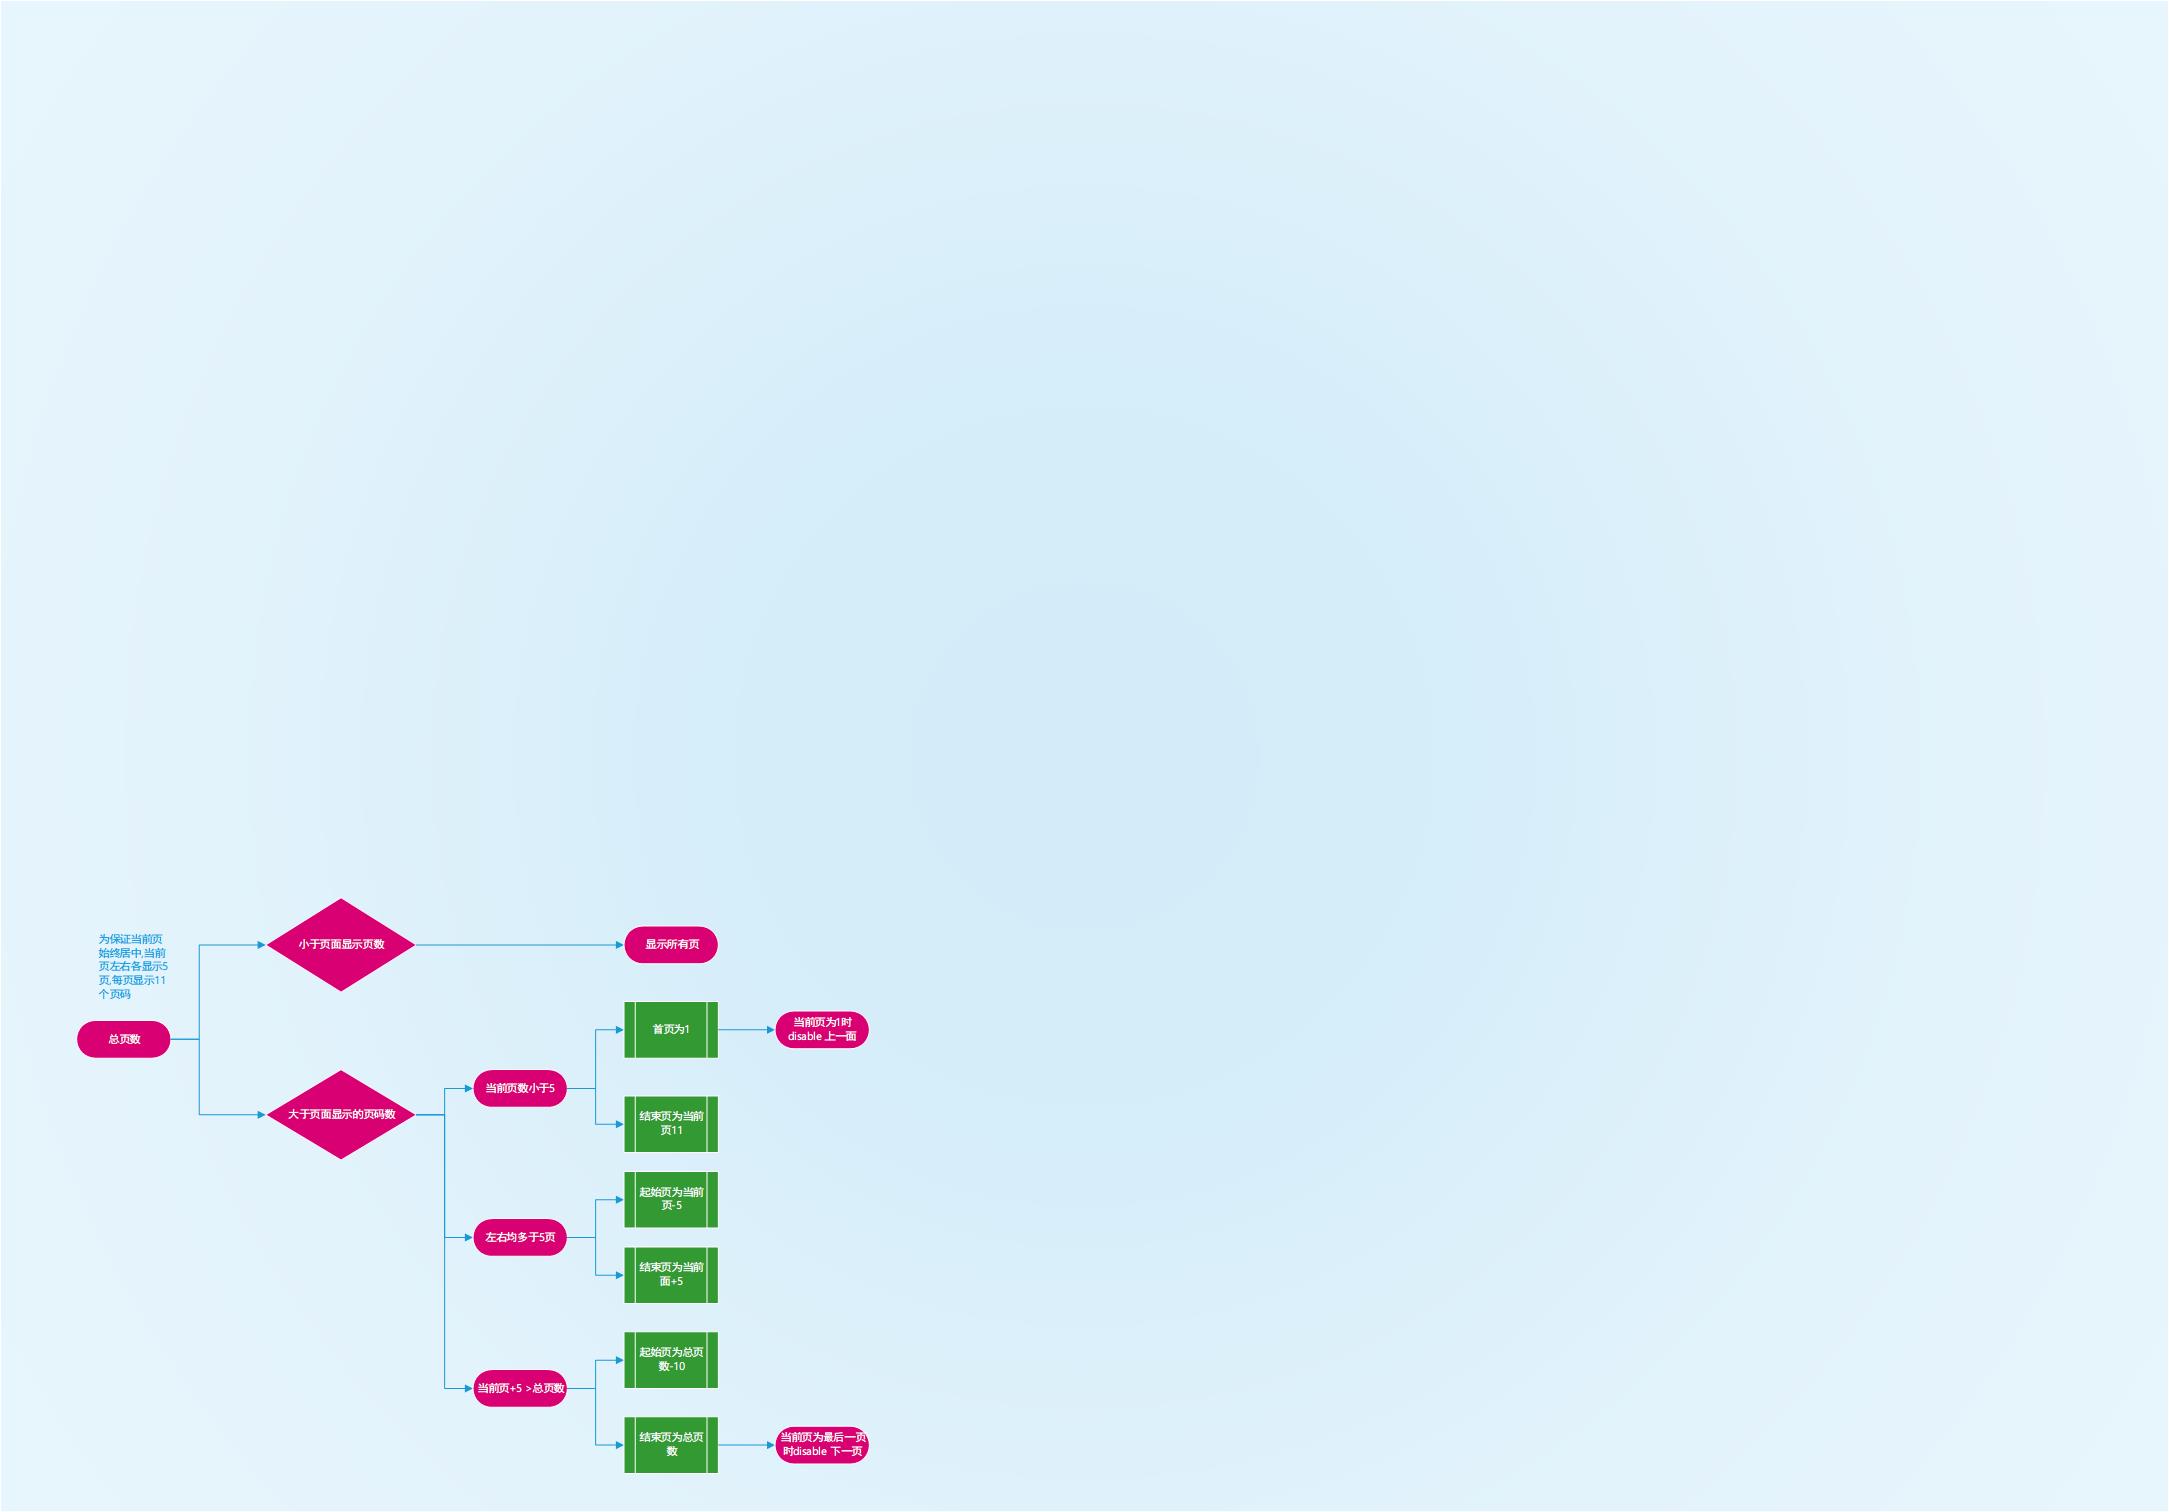 为保证当前页
始终居中,当前
页左右各显示5
页,每页显示11
个页码
总页数
小于页面显示页数
显示所有页
大于页面显示的页码数
当前页数小于5
首页为1
当前页为1时
disable 上一面
结束页为当前
页11
左右均多于5页
起始页为当前
页-5
结束页为当前
面+5
当前页+5 >总页数
起始页为总页
数-10
结束页为总页
数
当前页为最后一页
时disable 下一页